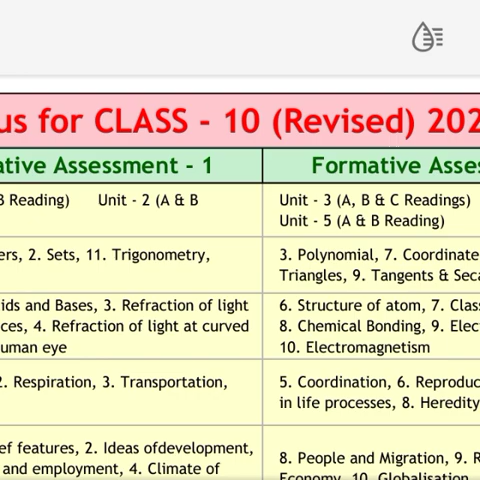 us for CLASS - 10 (Revised) 202
ative Assessment - 1
Formative Asses
B Reading) Unit - 2 (A & B
Unit - 3 (A, B & C Readings)
Unit - 5 (A & B Reading)
ers, 2. Sets, 11. Trigonometry,
3. Polynomial, 7. Coordinate
Triangles, 9. Tangents & Seca
ids and Bases, 3. Refraction of light
ces, 4. Refraction of light at curved
uman eye
6. Structure of atom, 7. Clas
8. Chemical Bonding, 9. Elec
10. Electromagnetism
2. Respiration, 3. Transportation,
5. Coordination, 6. Reproduc
in life processes, 8. Heredity
ef features, 2. Ideas ofdevelopment,
and employment, 4. Climate of
8. People and Migration, 9. R
Economy, 10. Globalisation